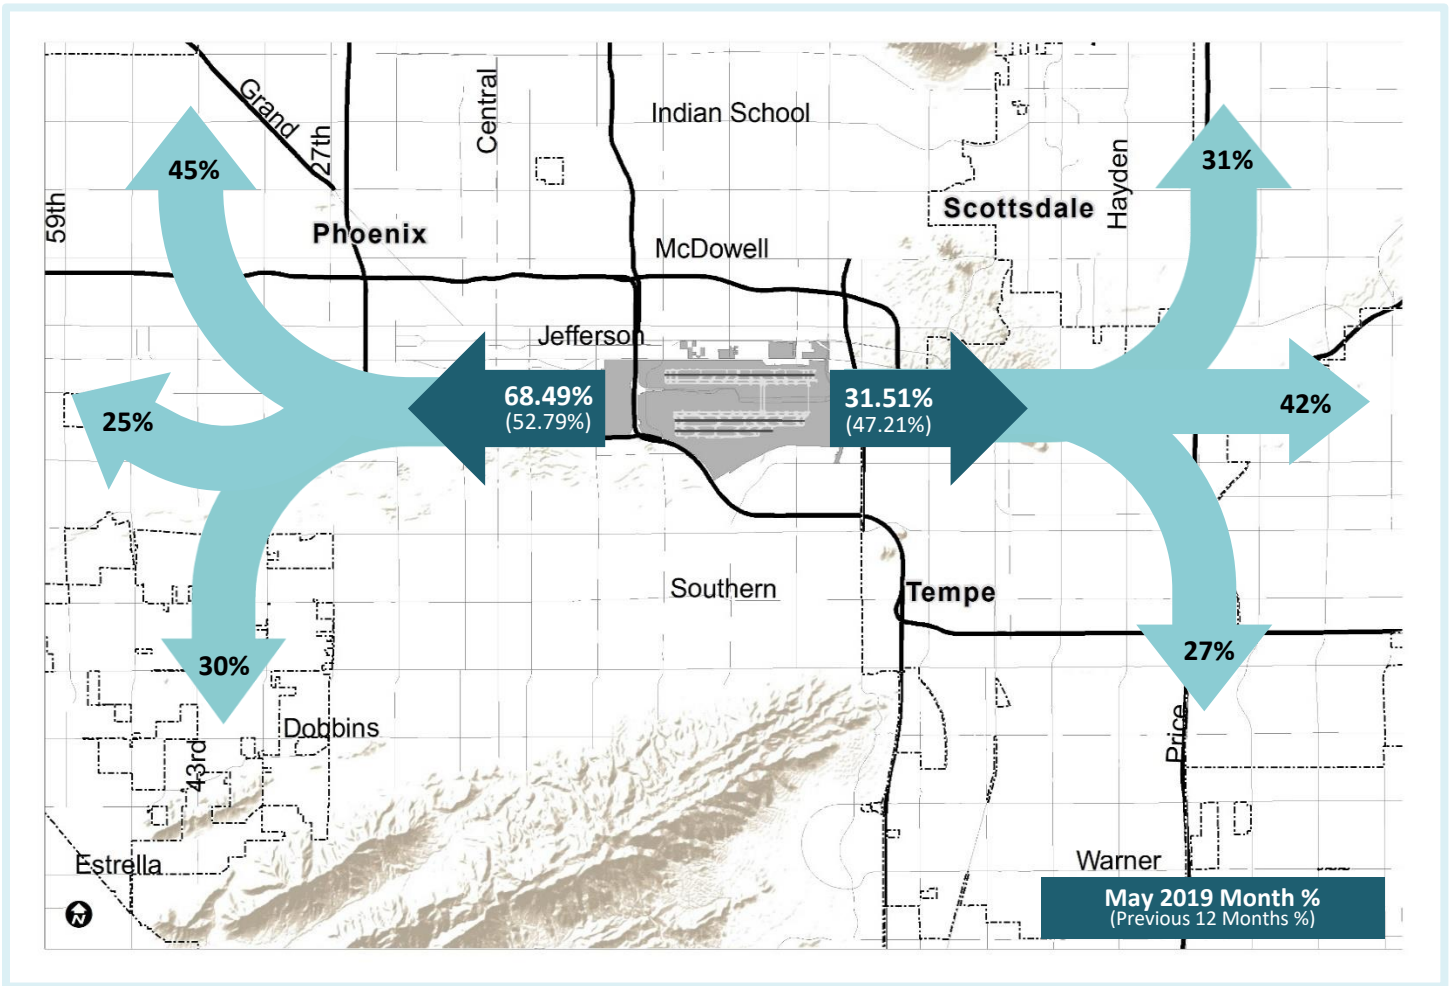 Grand
27th
Central
Indian School
45%
31%
59th
Hayden
Scottsdale
Phoenix
McDowell
Jefferson
68.49%
(52.79%)
31.51%
(47.21%)
25%
42%
Southern
Tempe
30%
27%
Dobbins
43rd
Price
Estrella
Warner
N
May 2019 Month %
(Previous 12 Months %)